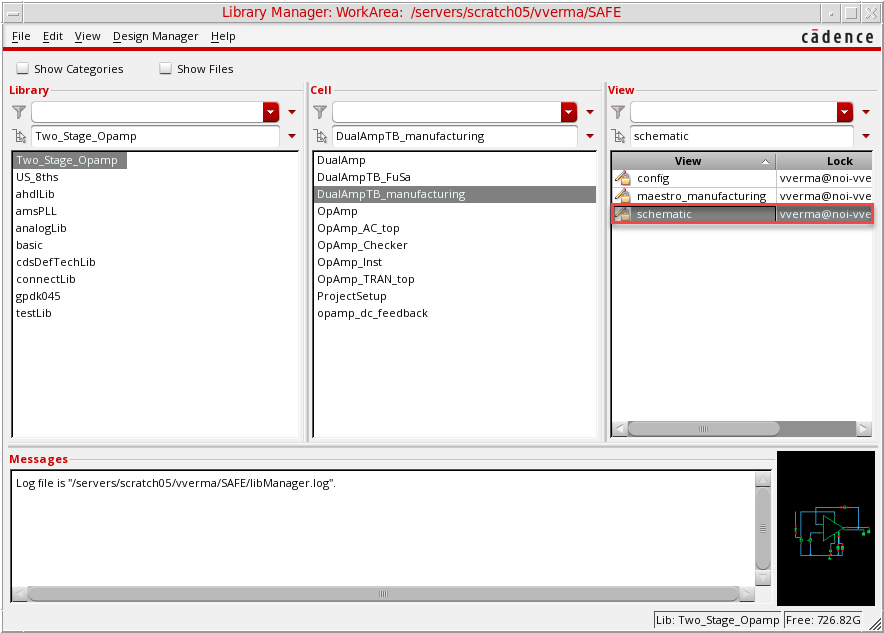 Library Manager: WorkArea: /servers/scratch05/vverma/SAFE
File Edit View Design Manager Help
cādence
Show Categories Show Files
Library
Two_Stage_Opamp
Two_Stage_Opamp
US_8ths
ahdlLib
amsPLL
analogLib
basic
cdsDefTechLib
connectLib
gpdk045
testLib
Cell
DualAmpTB_manufacturing
DualAmp
DualAmpTB_FuSa
DualAmpTB_manufacturing
OpAmp
OpAmp_AC_top
OpAmp_Checker
OpAmp_Inst
OpAmp_TRAN_top
ProjectSetup
opamp_dc_feedback
View
schematic
View Lock
config vverma@noi-vve
maestro_manufacturing vverma@noi-vve
schematic vverma@noi-vve
Messages
Log file is "/servers/scratch05/vverma/SAFE/libManager.log".
Lib: Two_Stage_Opamp Free: 726.82G